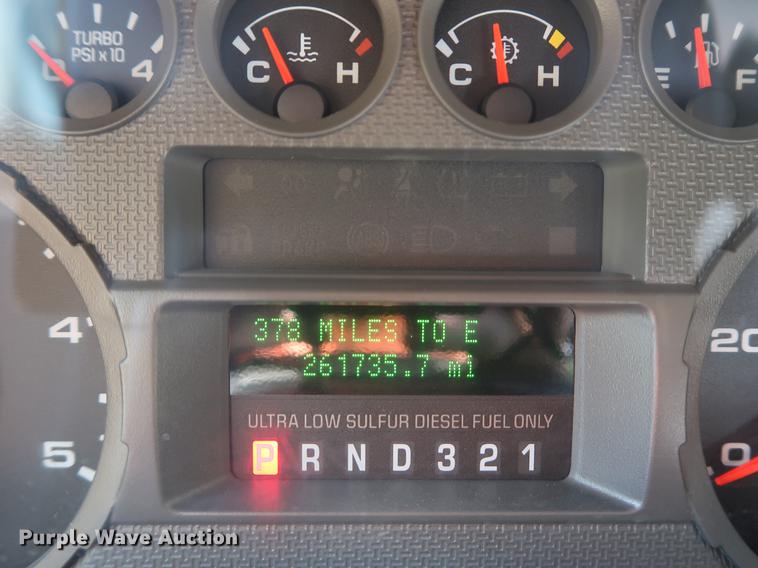 TURBO
PSI x 10
0 4
C H
C H
E F
378 MILES TO E
261735.7 mi
ULTRA LOW SULFUR DIESEL FUEL ONLY
P R N D 3 2 1
4
5
20
0
Purple Wave Auction